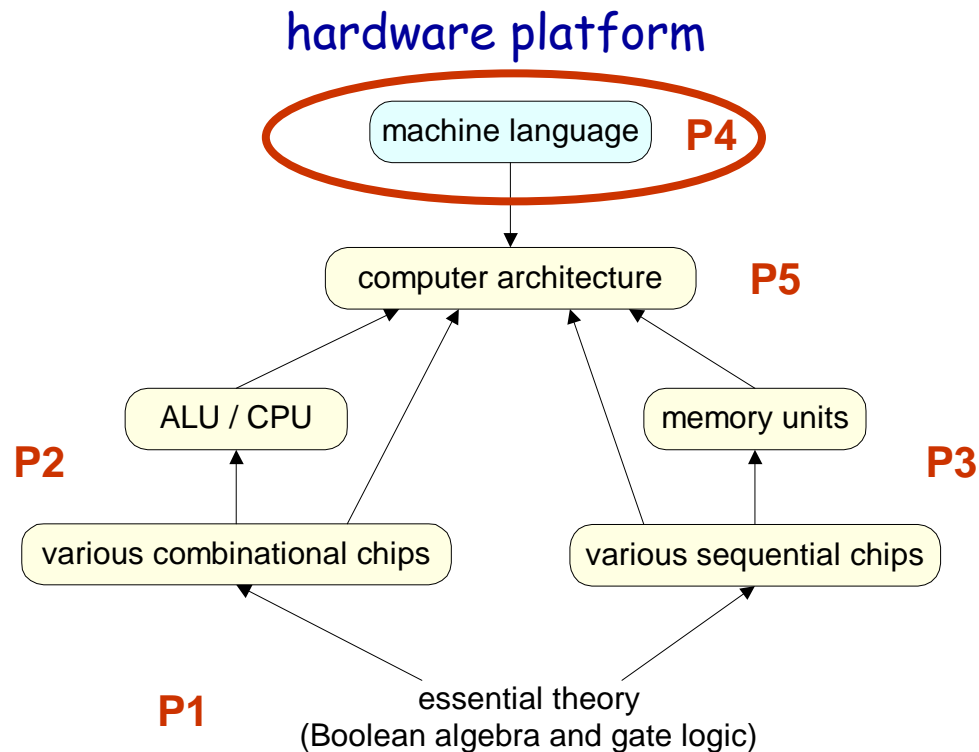 hardware platform
machine language
P4
computer architecture
P5
ALU / CPU
memory units
P2
P3
various combinational chips
various sequential chips
P1
essential theory
(Boolean algebra and gate logic)